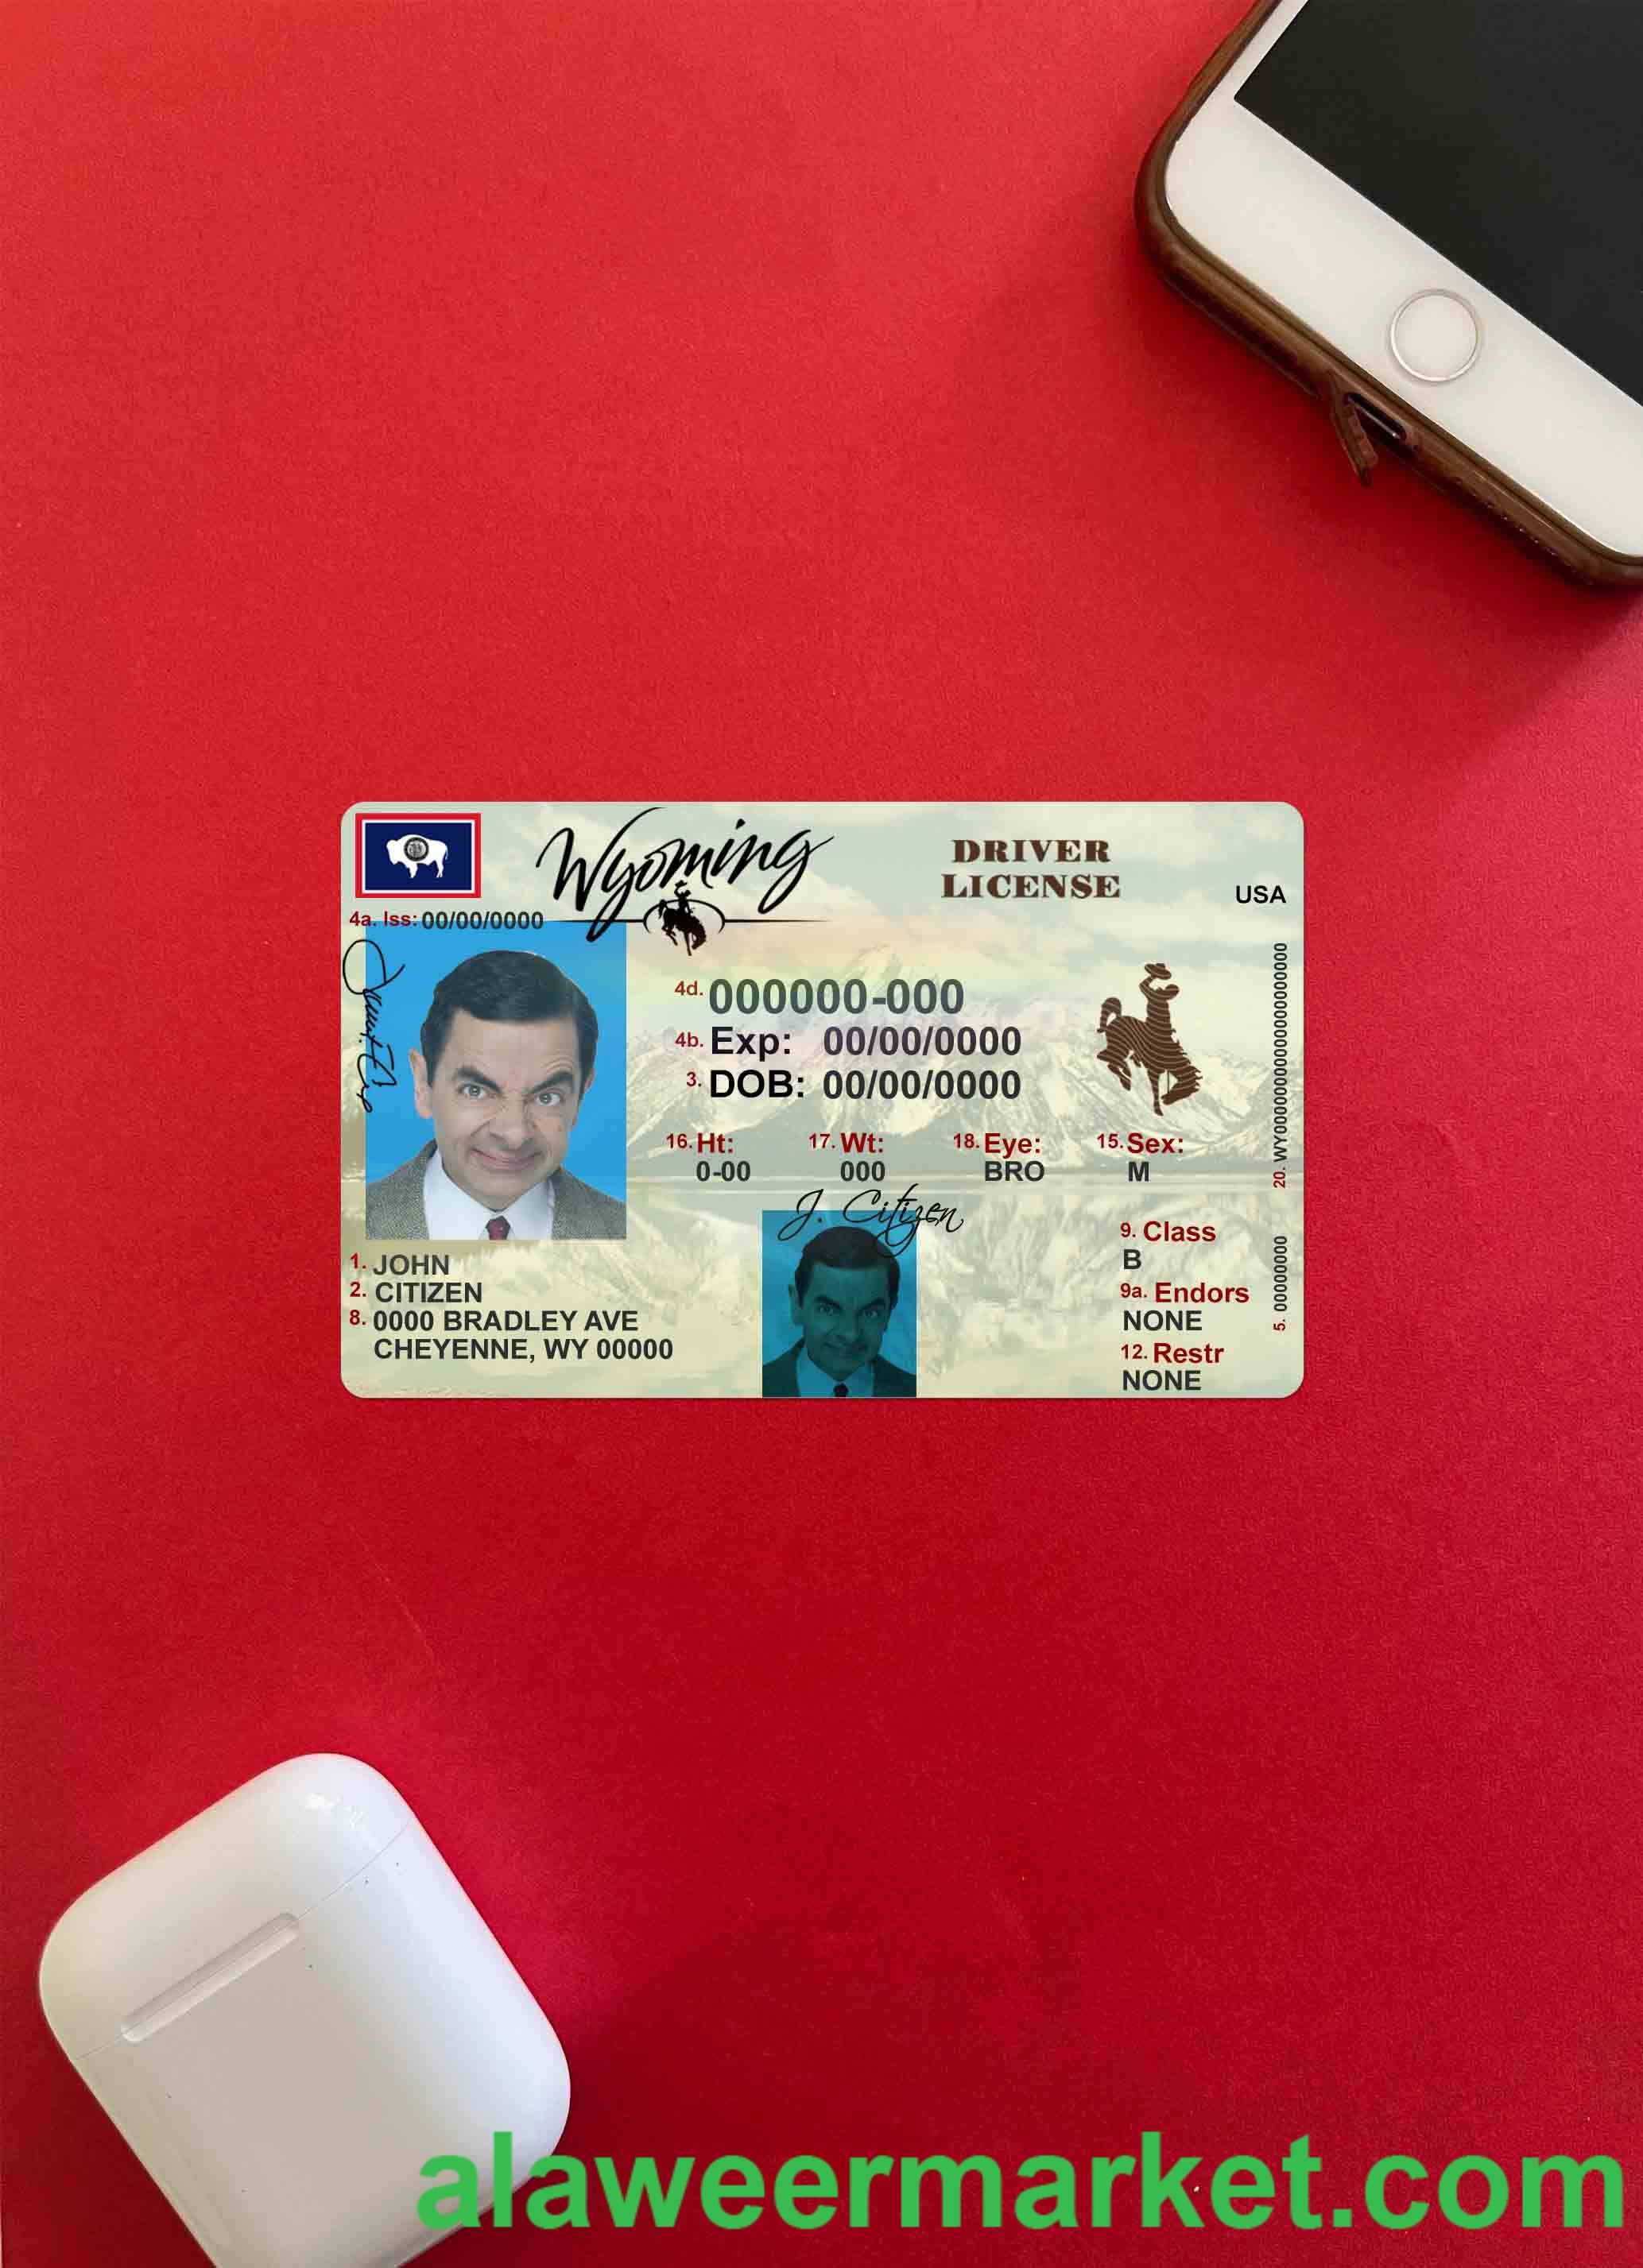 Wyoming
DRIVER
LICENSE
USA
4a. Iss: 00/00/0000
4d. 000000-000
4b. Exp: 00/00/0000
3. DOB: 00/00/0000
16. Ht: 17. Wt: 18. Eye: 15. Sex:
0-00 000 BRO M
J. Citizen
1. JOHN
2. CITIZEN
8. 0000 BRADLEY AVE
CHEYENNE, WY 00000
9. Class
B
9a. Endors
NONE
12. Restr
NONE
5. 00000000
alaweermarket.com